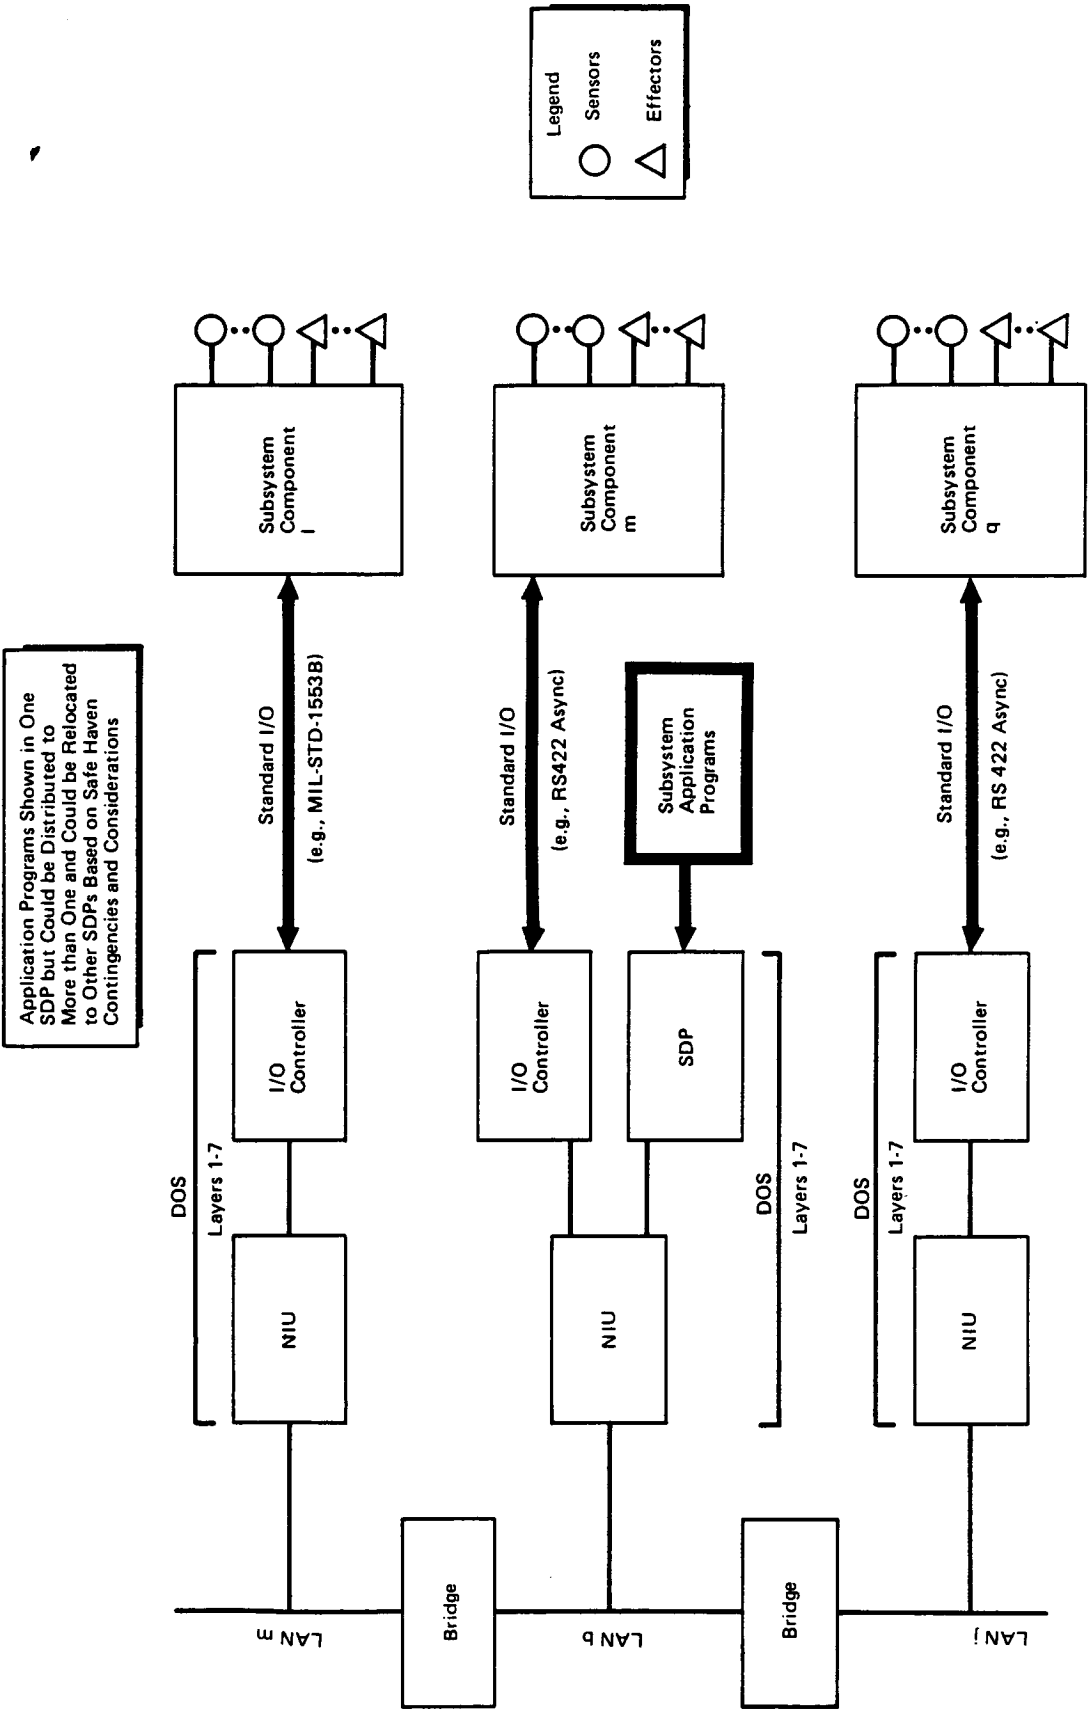 Application Programs Shown in One
SDP but Could be Distributed to
More than One and Could be Relocated
to Other SDPs Based on Safe Haven
Contingencies and Considerations
LAN m
NIU
I/O
Controller
DOS
Layers 1-7
Standard I/O
(e.g., MIL-STD-1553B)
Subsystem
Component
l
Bridge
LAN b
NIU
I/O
Controller
SDP
DOS
Layers 1-7
Standard I/O
(e.g., RS422 Async)
Subsystem
Application
Programs
Subsystem
Component
m
Bridge
LAN j
NIU
I/O
Controller
DOS
Layers 1-7
Standard I/O
(e.g., RS 422 Async)
Subsystem
Component
q
Legend
Sensors
Effectors